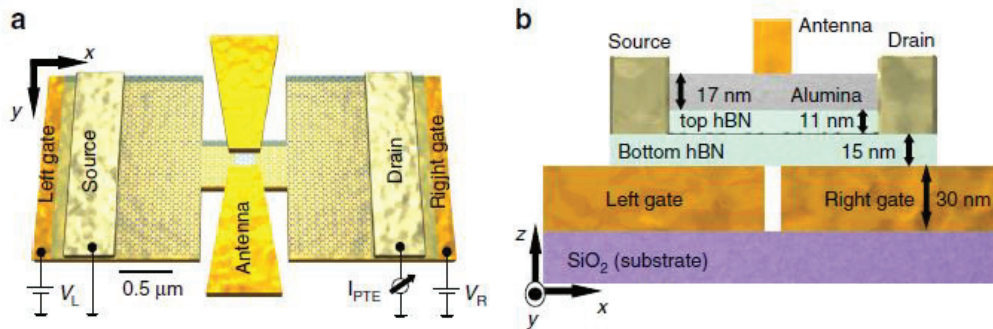 a
x
y
Left gate
Source
Antenna
Drain
Rigjht gate
V_L
0.5 μm
I_PTE
V_R
b
Antenna
Source
Drain
17 nm
Alumina
top hBN
11 nm
Bottom hBN
15 nm
Left gate
Right gate
30 nm
z
SiO₂ (substrate)
y
x